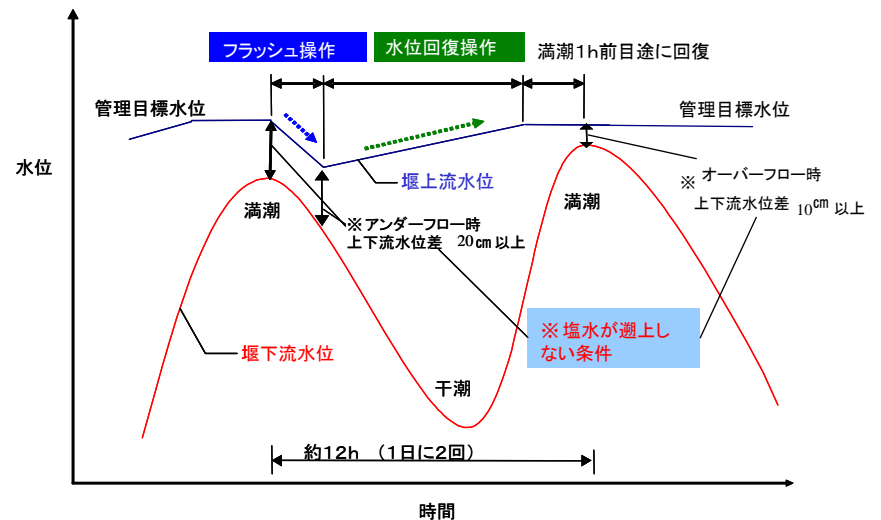 フラッシュ操作
水位回復操作
満潮1h前目途に回復
管理目標水位
管理目標水位
水位
堰上流水位
※ オーバーフロー時
上下流水位差 10㎝以上
満潮
満潮
※アンダーフロー時
上下流水位差 20㎝以上
※塩水が遡上し
ない条件
堰下流水位
干潮
約12h (1日に2回)
時間